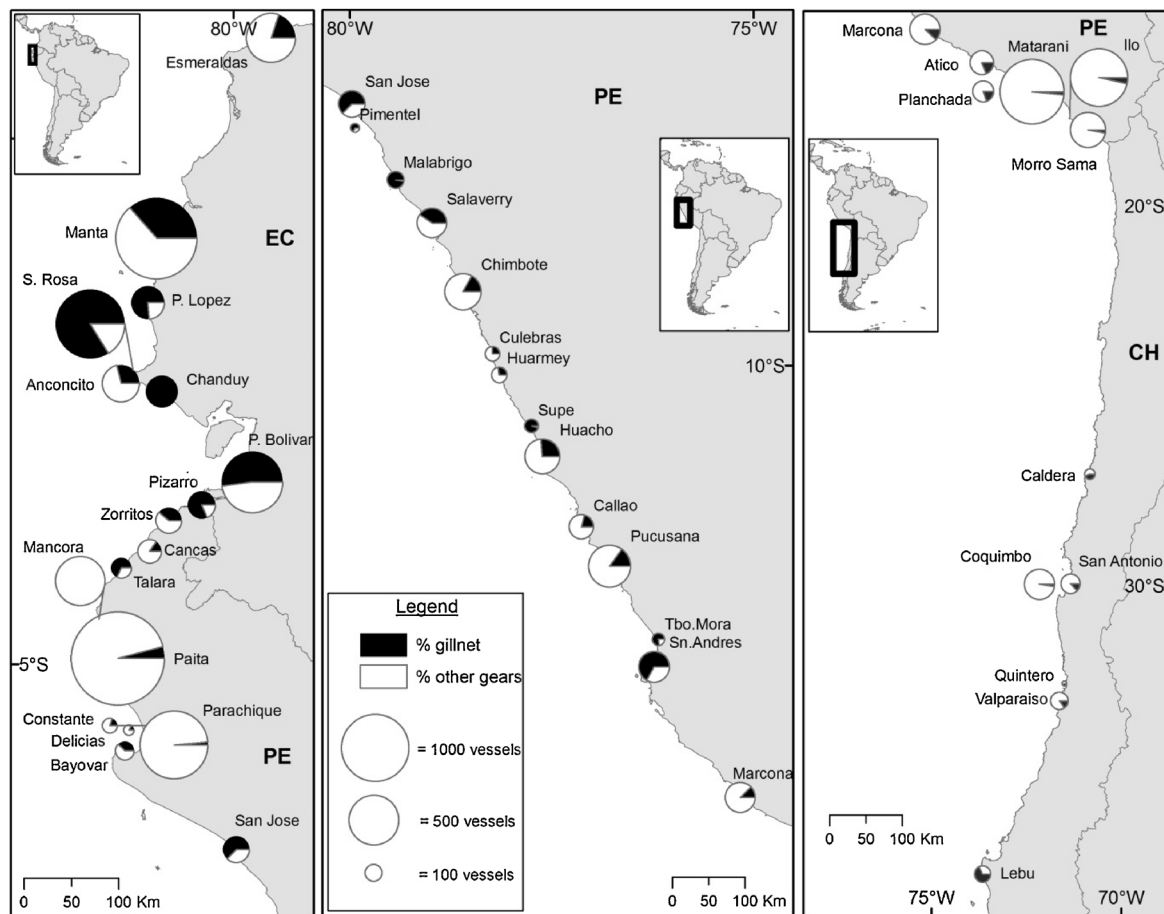 80°W
Esmeraldas
Manta
EC
S. Rosa
P. Lopez
Anconcito
Chanduy
P. Bolivar
Pizarro
Zorritos
Cancas
Mancora
Talara
5°S
Paita
Constante
Parachique
Delicias
Bayovar
PE
San Jose
0 50 100 Km
80°W
75°W
San Jose
PE
Pimentel
Malabrigo
Salaverry
Chimbote
Culebras
Huarmey
10°S
Supe
Huacho
Callao
Pucusana
Tbo.Mora
Sn.Andres
Marcona
Legend
% gillnet
% other gears
= 1000 vessels
= 500 vessels
= 100 vessels
0 50 100 Km
Marcona
PE
Matarani
Ilo
Atico
Planchada
Morro Sama
20°S
CH
Caldera
Coquimbo
San Antonio
30°S
Quintero
Valparaiso
0 50 100 Km
Lebu
75°W
70°W